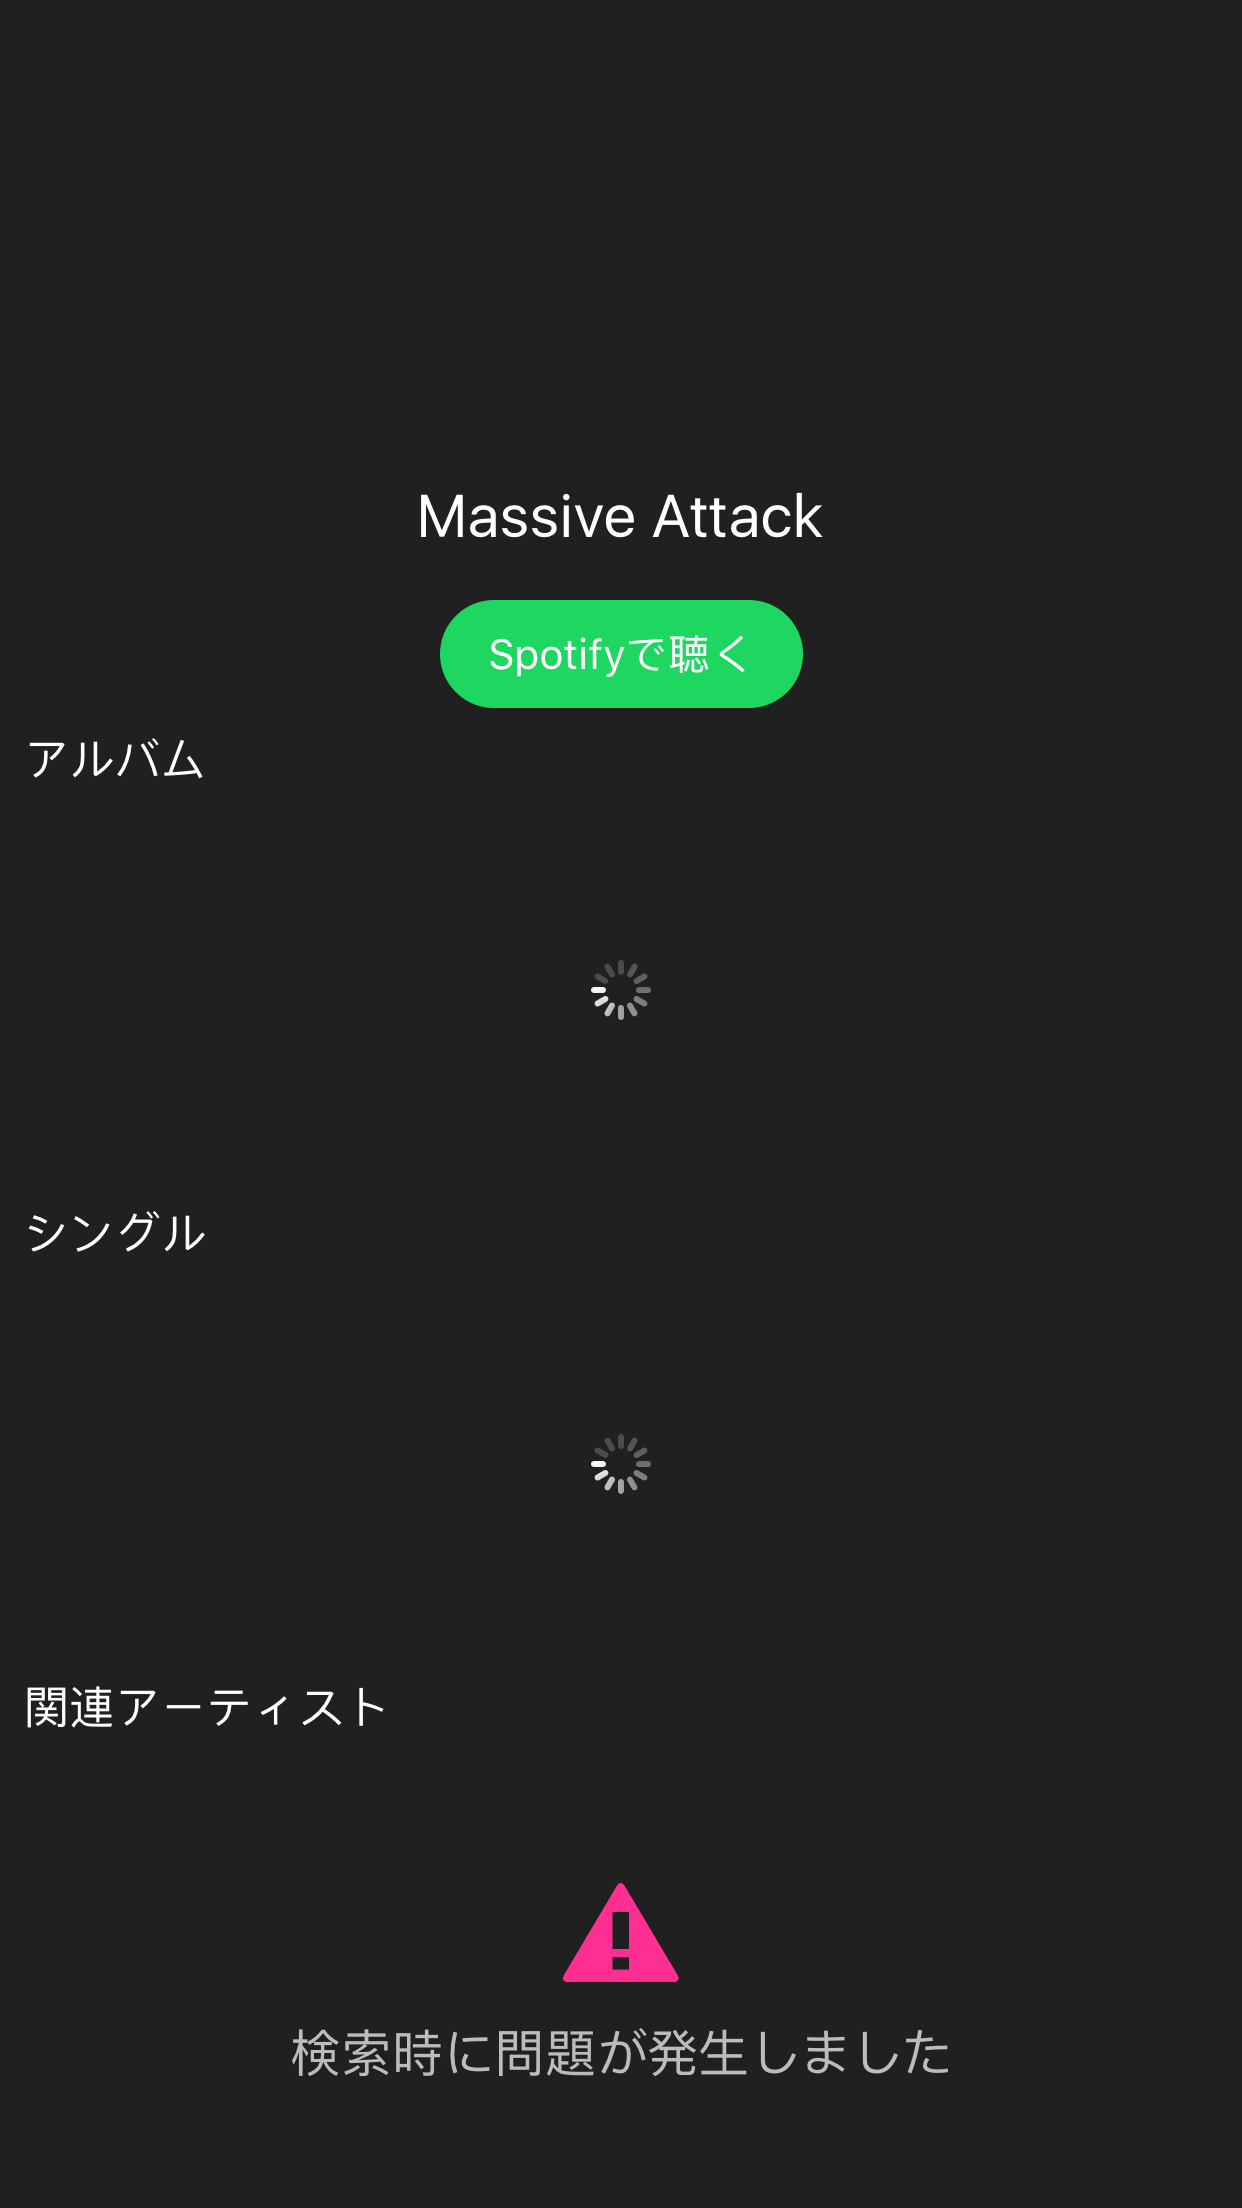 Massive Attack
Spotifyで聴く
アルバム
シングル
関連アーティスト
検索時に問題が発生しました